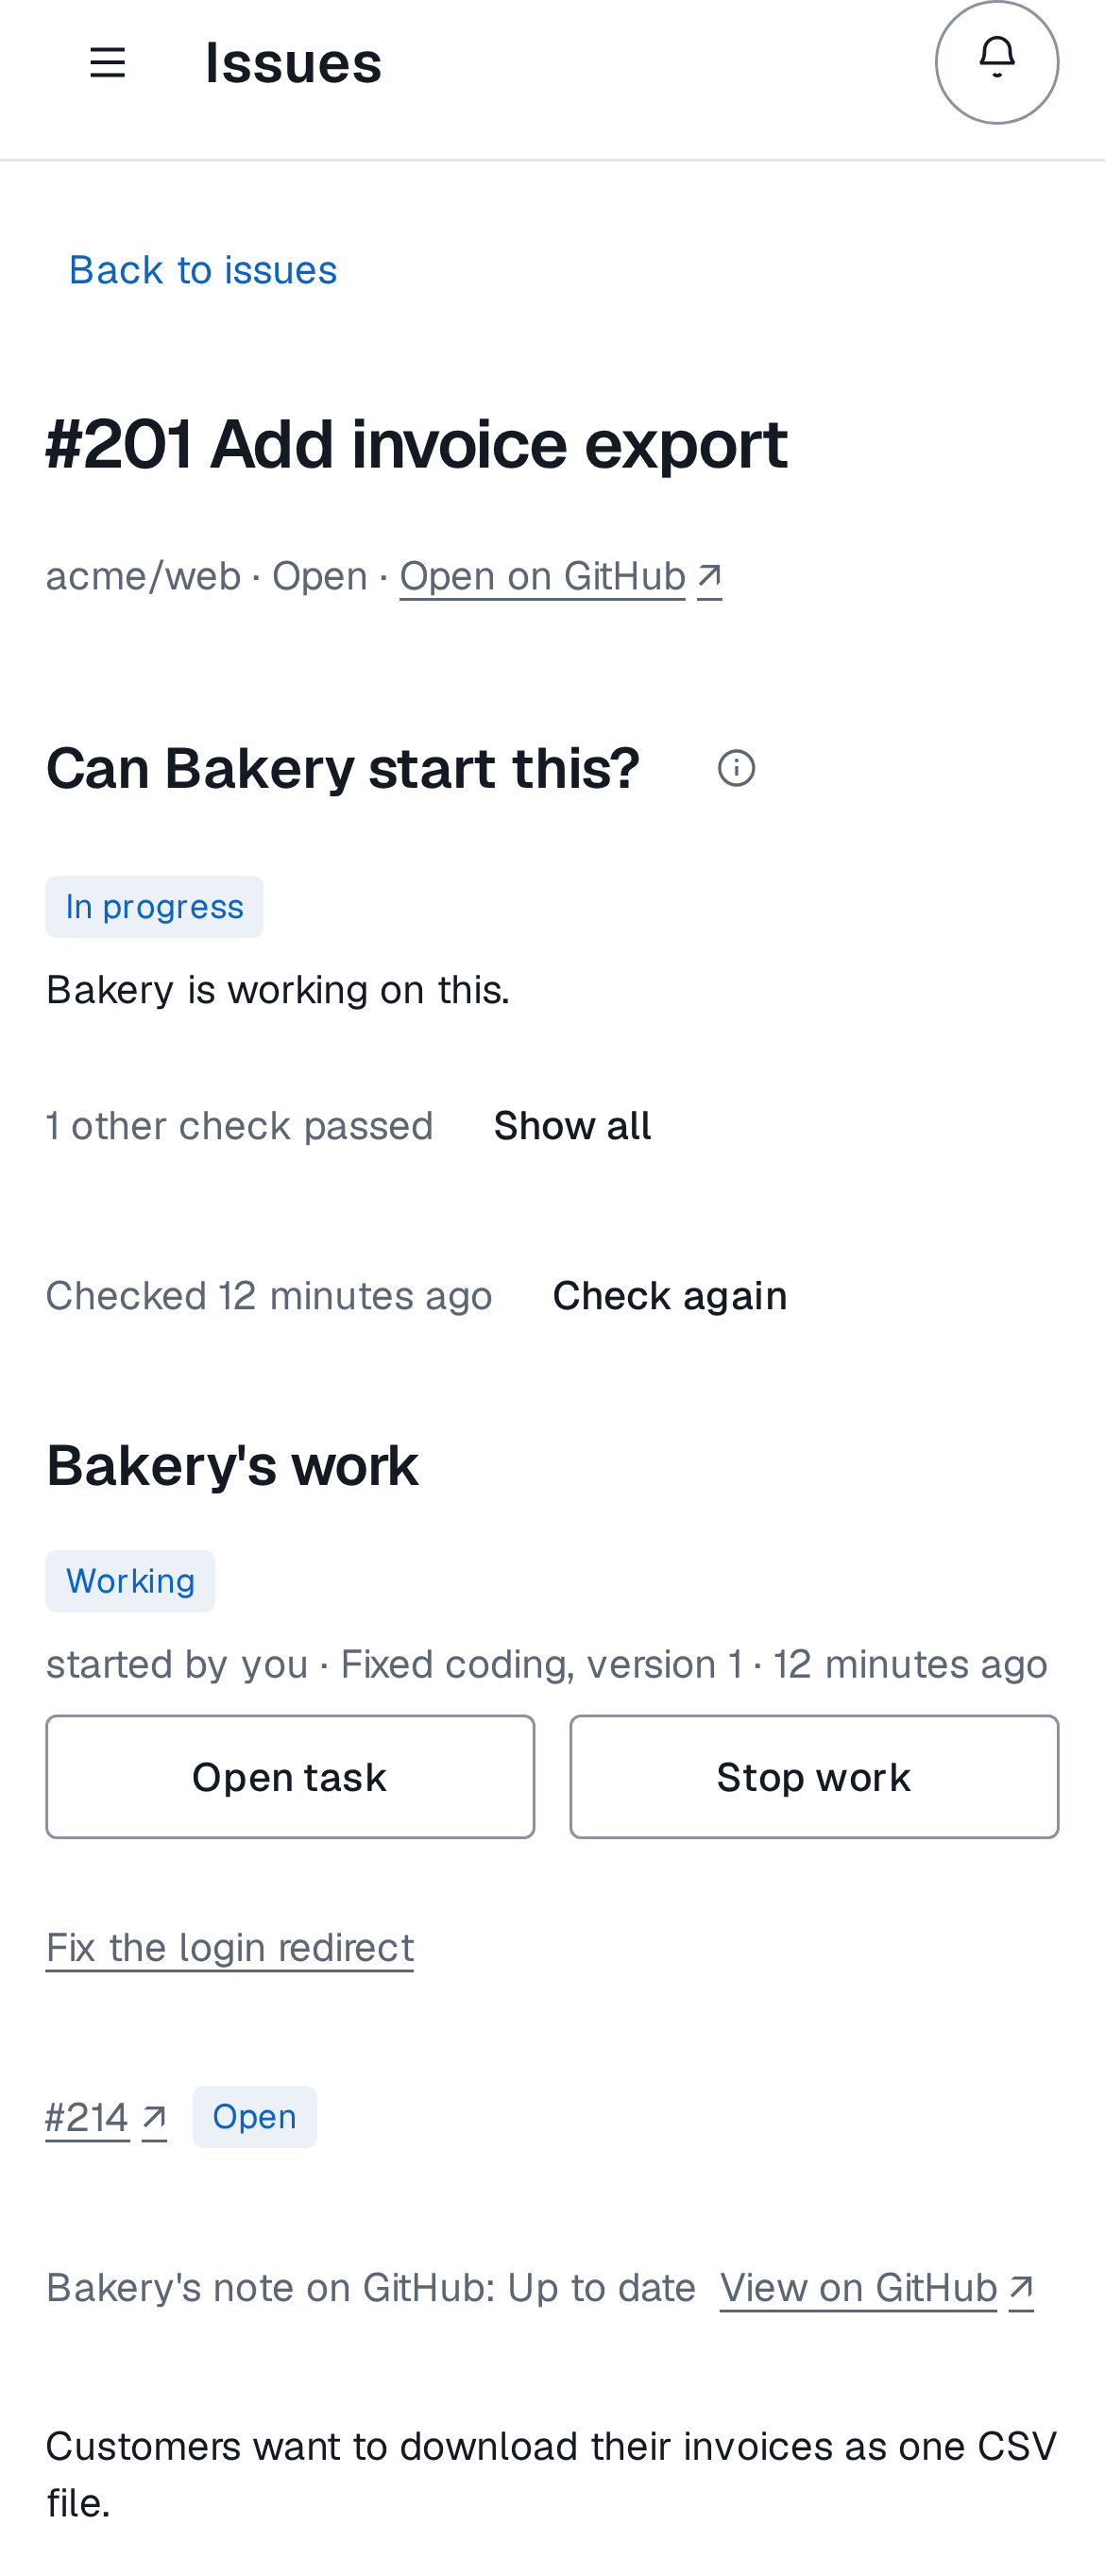 Issues
Back to issues
#201 Add invoice export
acme/web · Open · Open on GitHub ↗
Can Bakery start this?
In progress
Bakery is working on this.
1 other check passed Show all
Checked 12 minutes ago Check again
Bakery's work
Working
started by you · Fixed coding, version 1 · 12 minutes ago
Open task Stop work
Fix the login redirect
#214 ↗ Open
Bakery's note on GitHub: Up to date View on GitHub ↗
Customers want to download their invoices as one CSV
file.